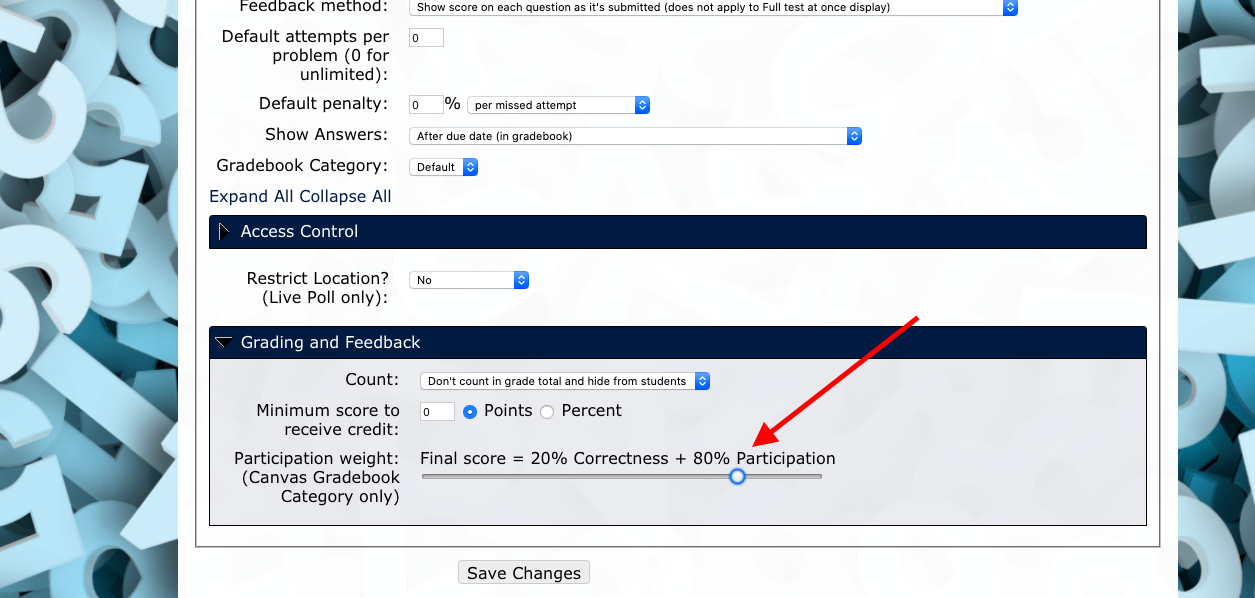 Feedback method: Show score on each question as it's submitted (does not apply to Full test at once display)
Default attempts per 0
problem (0 for
unlimited):
Default penalty: 0 % per missed attempt
Show Answers: After due date (in gradebook)
Gradebook Category: Default
Expand All Collapse All
Access Control
Restrict Location? No
(Live Poll only):
Grading and Feedback
Count: Don't count in grade total and hide from students
Minimum score to 0 Points Percent
receive credit:
Participation weight: Final score = 20% Correctness + 80% Participation
(Canvas Gradebook
Category only)
Save Changes